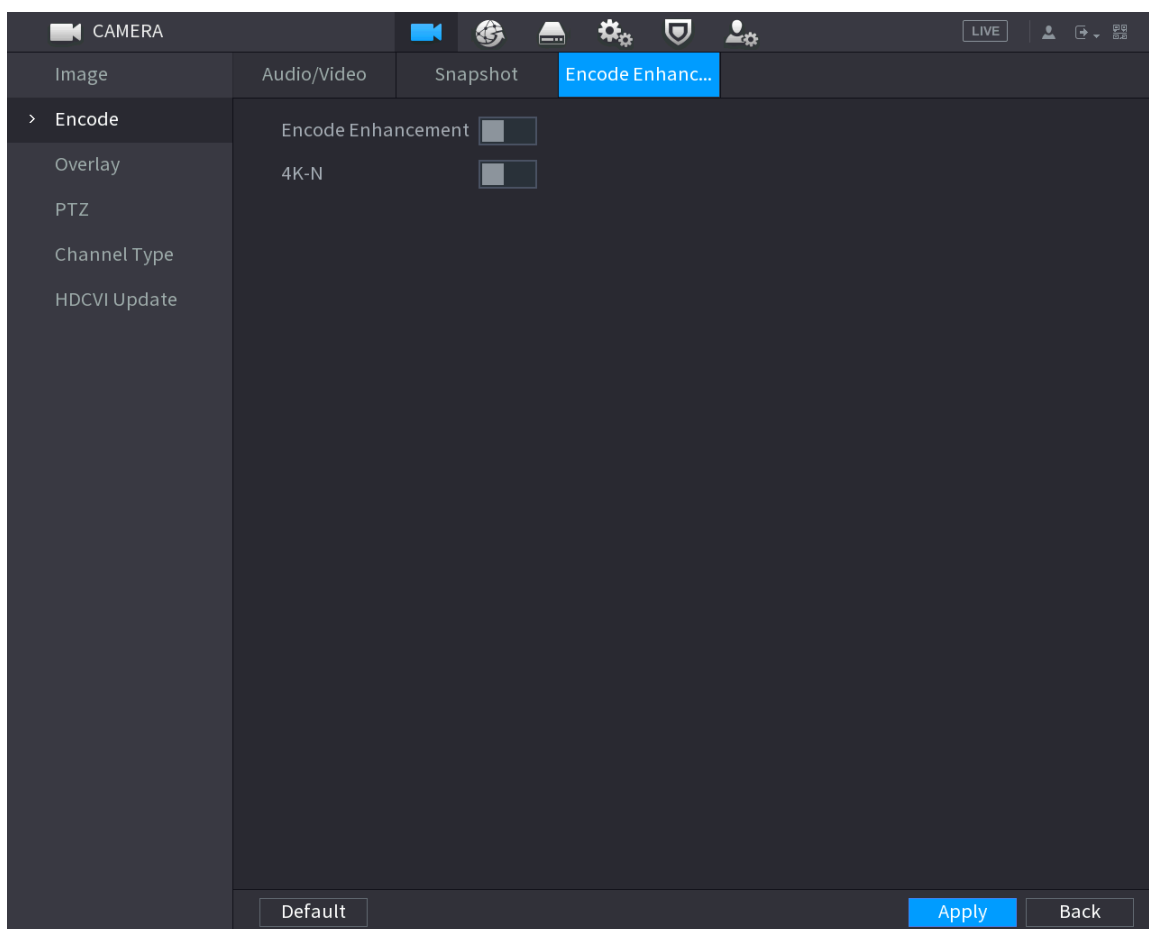 CAMERA
LIVE
Image
Audio/Video
Snapshot
Encode Enhanc...
Encode
Encode Enhancement
Overlay
4K-N
PTZ
Channel Type
HDCVI Update
Default
Apply
Back